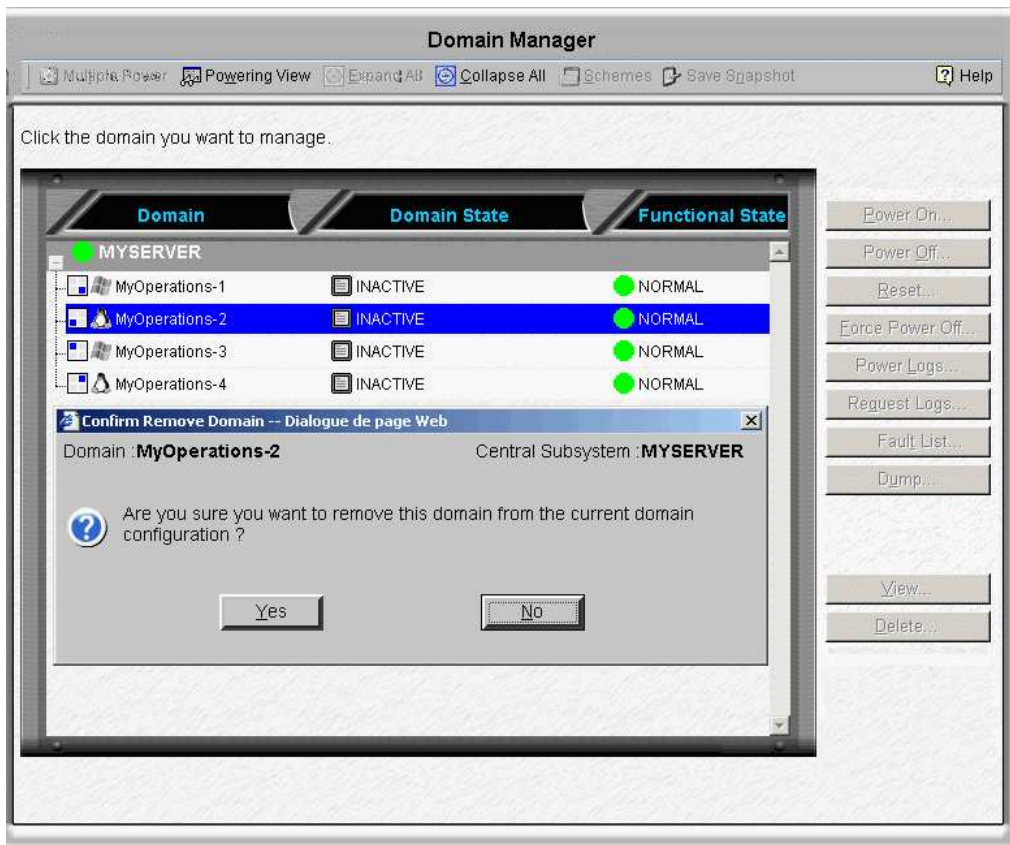 Domain Manager
Multiple Power Powering View Expand All Collapse All Schemes Save Snapshot Help
Click the domain you want to manage.
Domain Domain State Functional State
MYSERVER
MyOperations-1 INACTIVE NORMAL
MyOperations-2 INACTIVE NORMAL
MyOperations-3 INACTIVE NORMAL
MyOperations-4 INACTIVE NORMAL
Confirm Remove Domain -- Dialogue de page Web
Domain :MyOperations-2 Central Subsystem :MYSERVER
Are you sure you want to remove this domain from the current domain
configuration ?
Yes No
Power On...
Power Off...
Reset...
Force Power Off...
Power Logs...
Request Logs...
Fault List...
Dump...
View...
Delete...